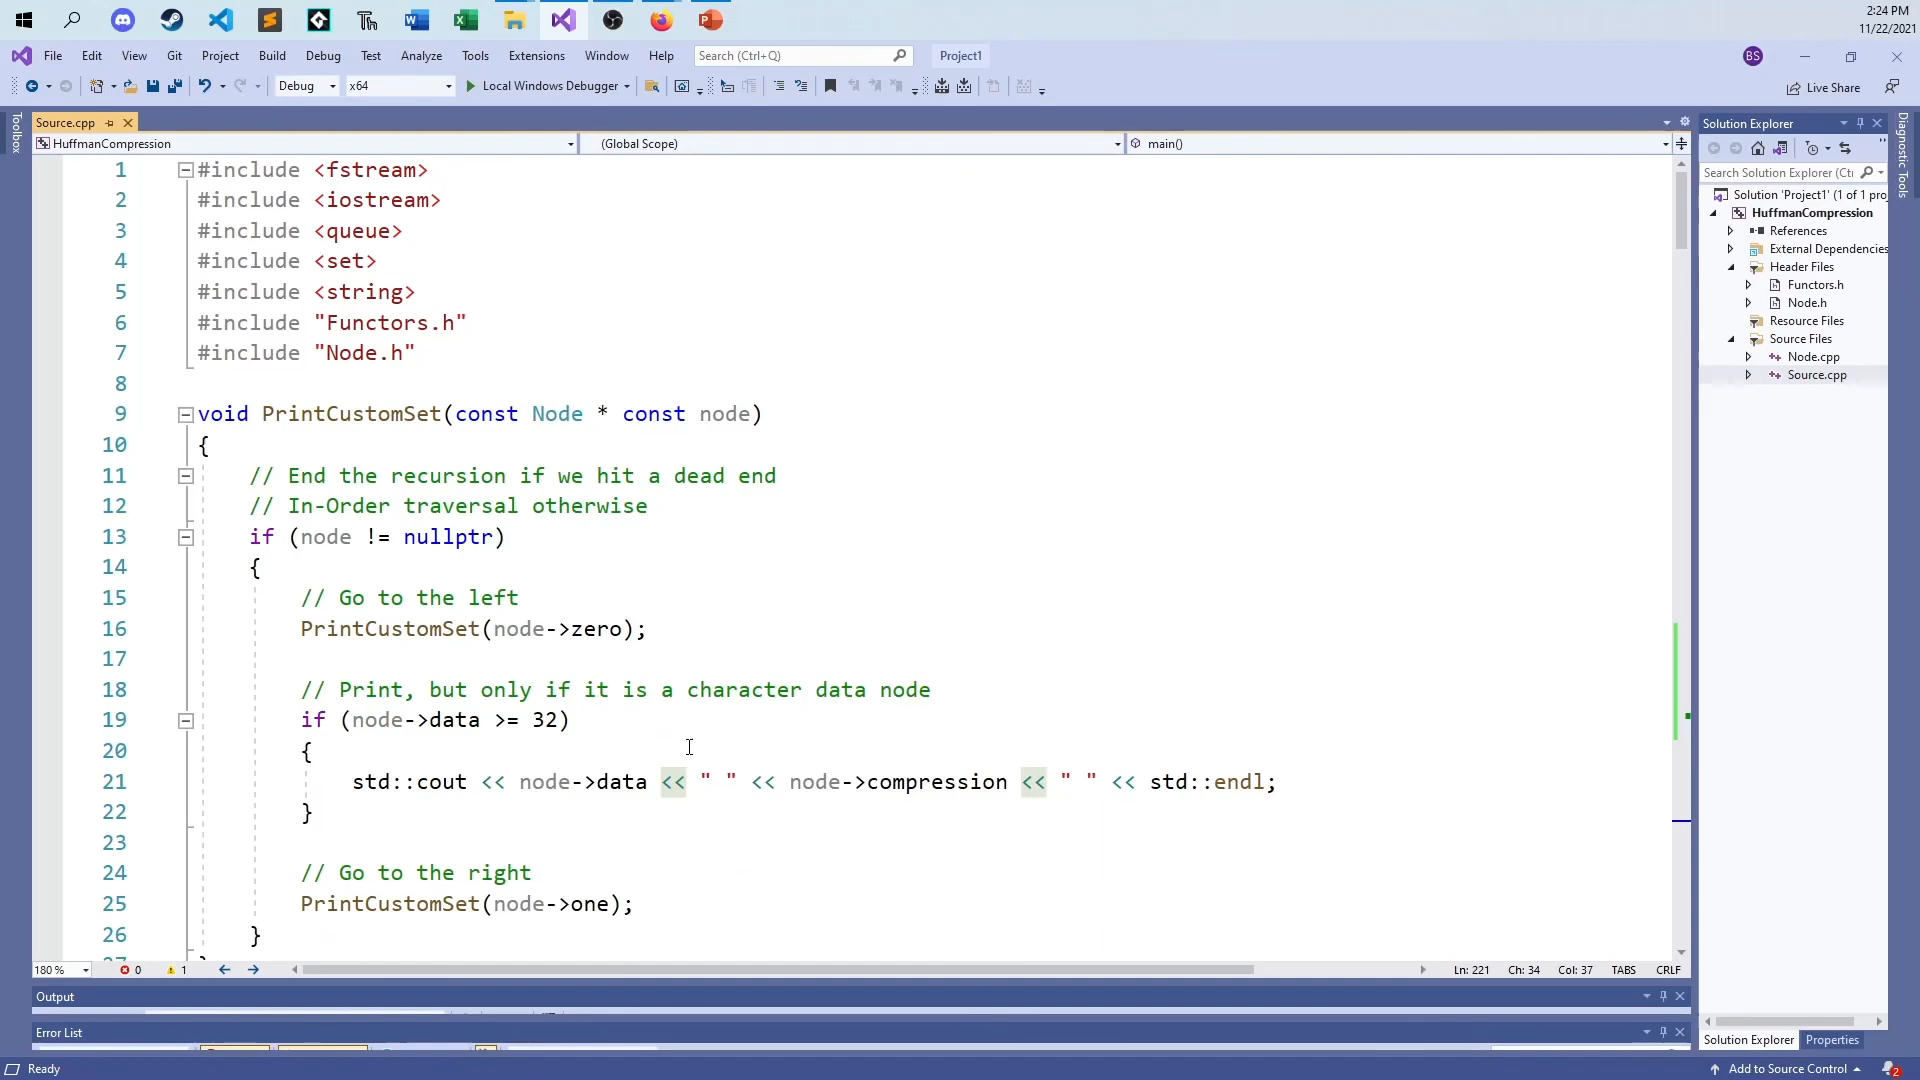 2:24 PM
11/22/2021
File Edit View Git Project Build Debug Test Analyze Tools Extensions Window Help Search (Ctrl+Q) Project1 BS
Debug x64 Local Windows Debugger Live Share
Toolbox
Source.cpp
HuffmanCompression (Global Scope) main()
1 #include <fstream>
2 #include <iostream>
3 #include <queue>
4 #include <set>
5 #include <string>
6 #include "Functors.h"
7 #include "Node.h"
8
9 void PrintCustomSet(const Node * const node)
10 {
11 // End the recursion if we hit a dead end
12 // In-Order traversal otherwise
13 if (node != nullptr)
14 {
15 // Go to the left
16 PrintCustomSet(node->zero);
17
18 // Print, but only if it is a character data node
19 if (node->data >= 32)
20 {
21 std::cout << node->data << " " << node->compression << " " << std::endl;
22 }
23
24 // Go to the right
25 PrintCustomSet(node->one);
26 }
180 % 0 1 Ln: 221 Ch: 34 Col: 37 TABS CRLF
Output
Error List
Solution Explorer
Search Solution Explorer (Ctr
Solution 'Project1' (1 of 1 proj
HuffmanCompression
References
External Dependencies
Header Files
Functors.h
Node.h
Resource Files
Source Files
Node.cpp
Source.cpp
Solution Explorer Properties
Diagnostic Tools
Ready Add to Source Control 2